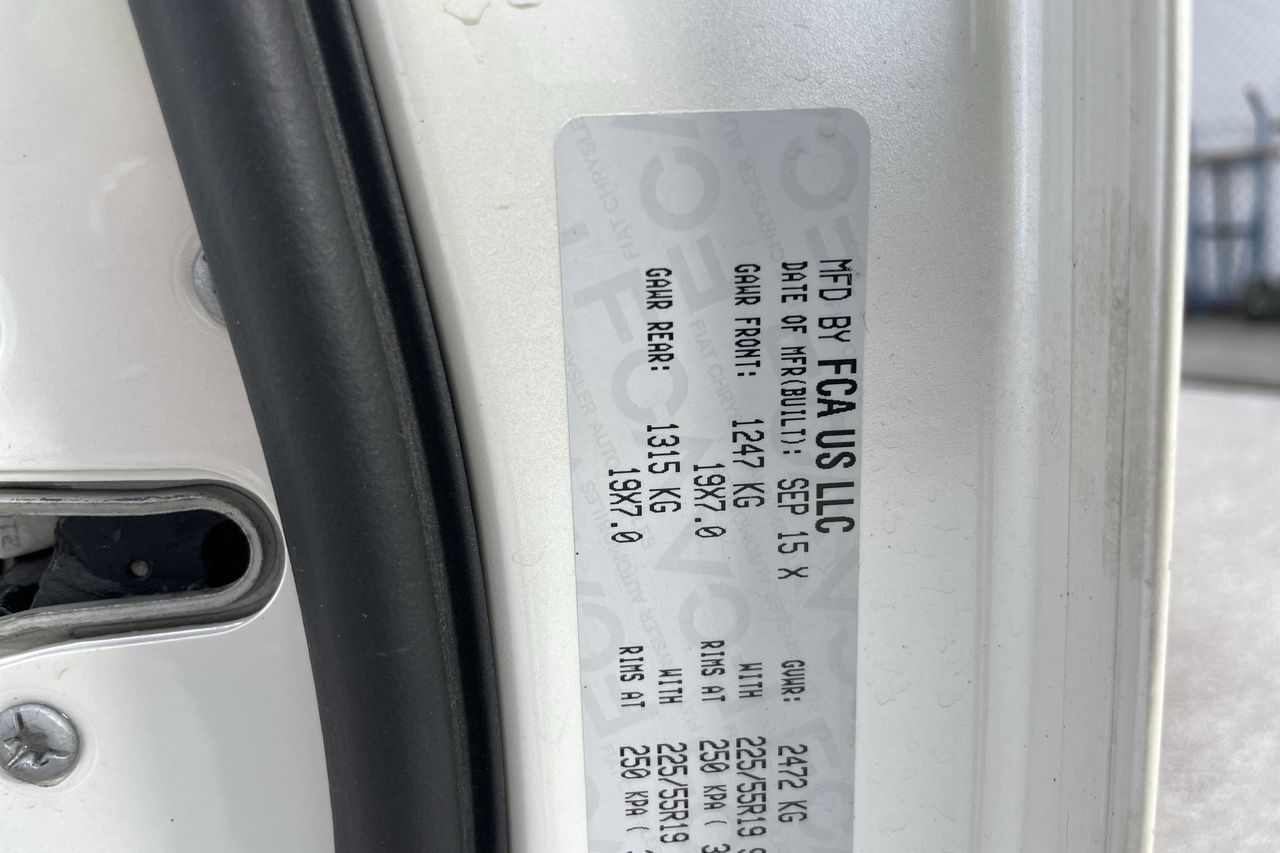 MFD BY FCA US LLC
DATE OF MFR(BUILT): SEP 15 X GVWR: 2472 KG
GAWR FRONT: 1247 KG WITH 225/55R19
19X7.0 RIMS AT 250 KPA (
GAWR REAR: 1315 KG WITH 225/55R19
19X7.0 RIMS AT 250 KPA (